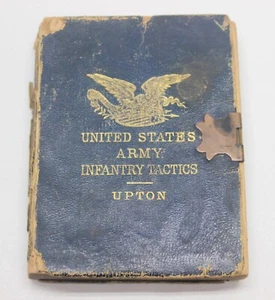 UNITED STATES
ARMY
INFANTRY TACTICS
UPTON